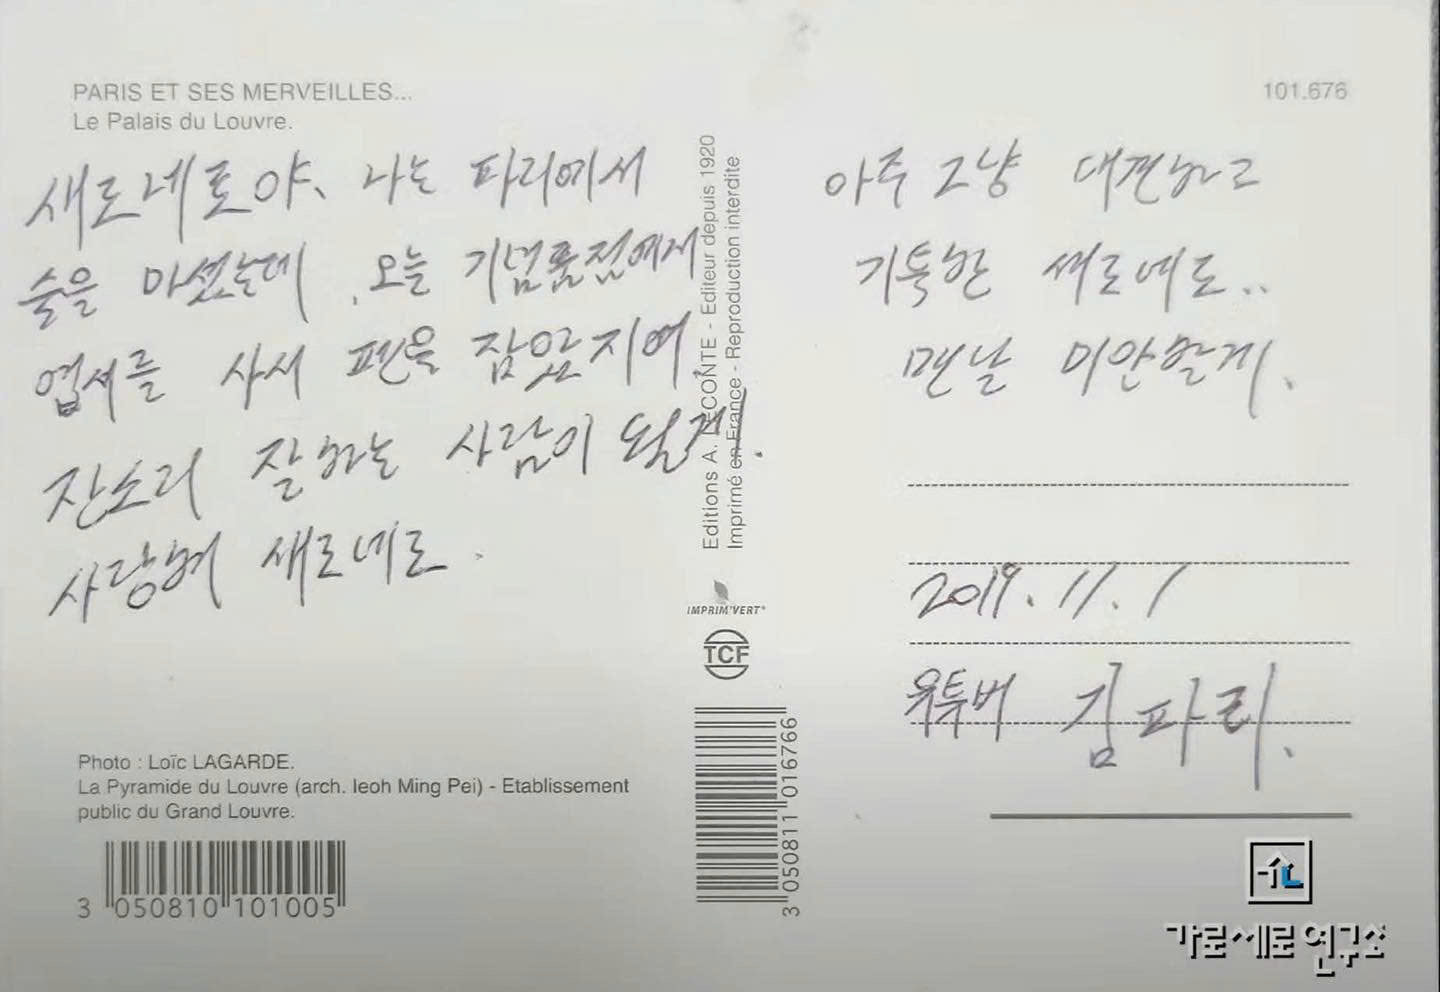 PARIS ET SES MERVEILLES...
Le Palais du Louvre.
새로네로야, 나는 파리에서
술을 마셨는데, 오늘 기념품점에서
엽서를 사서 펜을 잡았지여.
잔소리 잘하는 사람이 될게.
사랑해 새로네로.
Editions A. LECONTE - Editeur depuis 1920
Imprimé en France - Reproduction interdite
IMPRIM'VERT®
TCF
3 050811 016766
Photo : Loïc LAGARDE.
La Pyramide du Louvre (arch. Ieoh Ming Pei) - Etablissement
public du Grand Louvre.
3 050810 101005
101.676
아주 그냥 대견하고
기특한 새로네로..
맨날 미안할게.
2019.11.1
유투버 김파리.
가로세로연구소